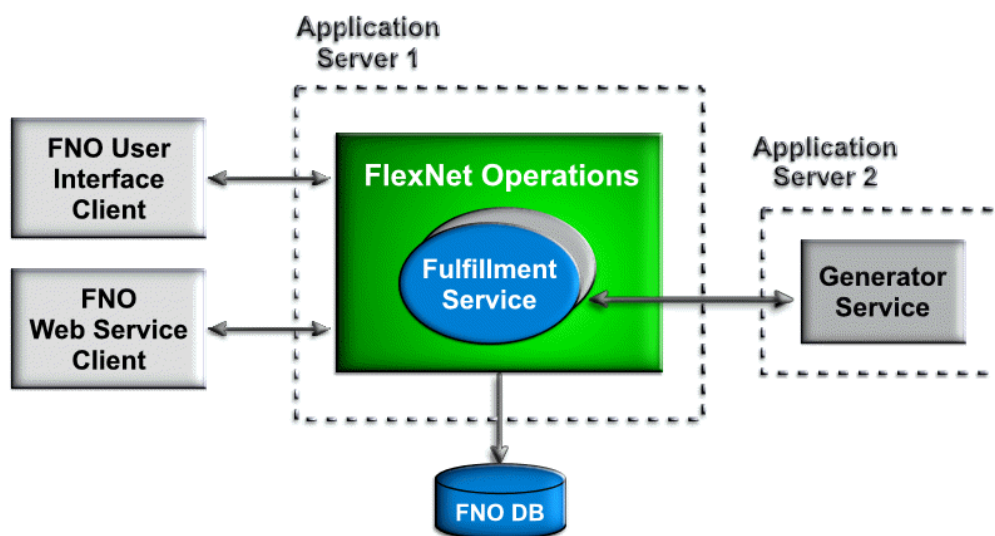 Application
Server 1
FNO User
Interface
Client
FlexNet Operations
Application
Server 2
Fulfillment
Service
Generator
Service
FNO
Web Service
Client
FNO DB